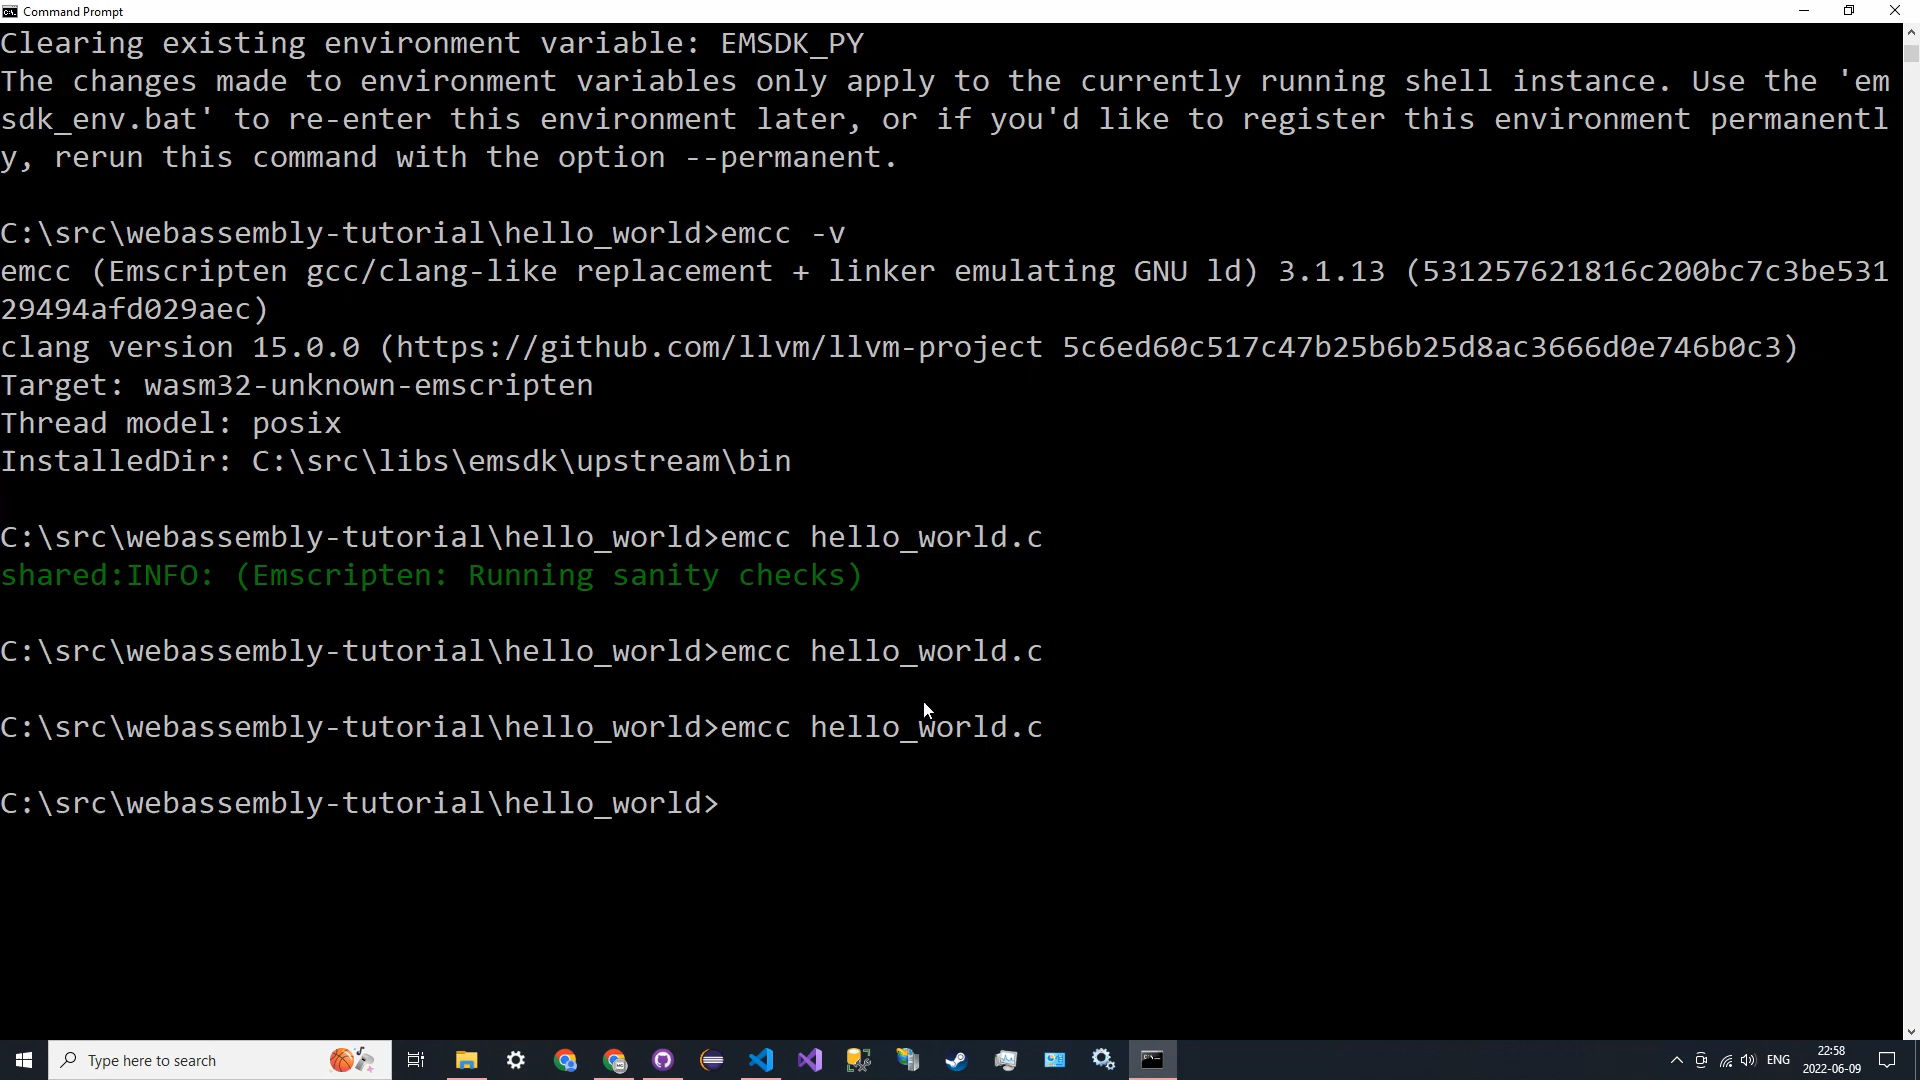 Command Prompt
Clearing existing environment variable: EMSDK_PY
The changes made to environment variables only apply to the currently running shell instance. Use the 'em
sdk_env.bat' to re-enter this environment later, or if you'd like to register this environment permanentl
y, rerun this command with the option --permanent.
C:\src\webassembly-tutorial\hello_world>emcc -v
emcc (Emscripten gcc/clang-like replacement + linker emulating GNU ld) 3.1.13 (531257621816c200bc7c3be531
29494afd029aec)
clang version 15.0.0 (https://github.com/llvm/llvm-project 5c6ed60c517c47b25b6b25d8ac3666d0e746b0c3)
Target: wasm32-unknown-emscripten
Thread model: posix
InstalledDir: C:\src\libs\emsdk\upstream\bin
C:\src\webassembly-tutorial\hello_world>emcc hello_world.c
shared:INFO: (Emscripten: Running sanity checks)
C:\src\webassembly-tutorial\hello_world>emcc hello_world.c
C:\src\webassembly-tutorial\hello_world>emcc hello_world.c
C:\src\webassembly-tutorial\hello_world>
Type here to search
ENG
22:58
2022-06-09